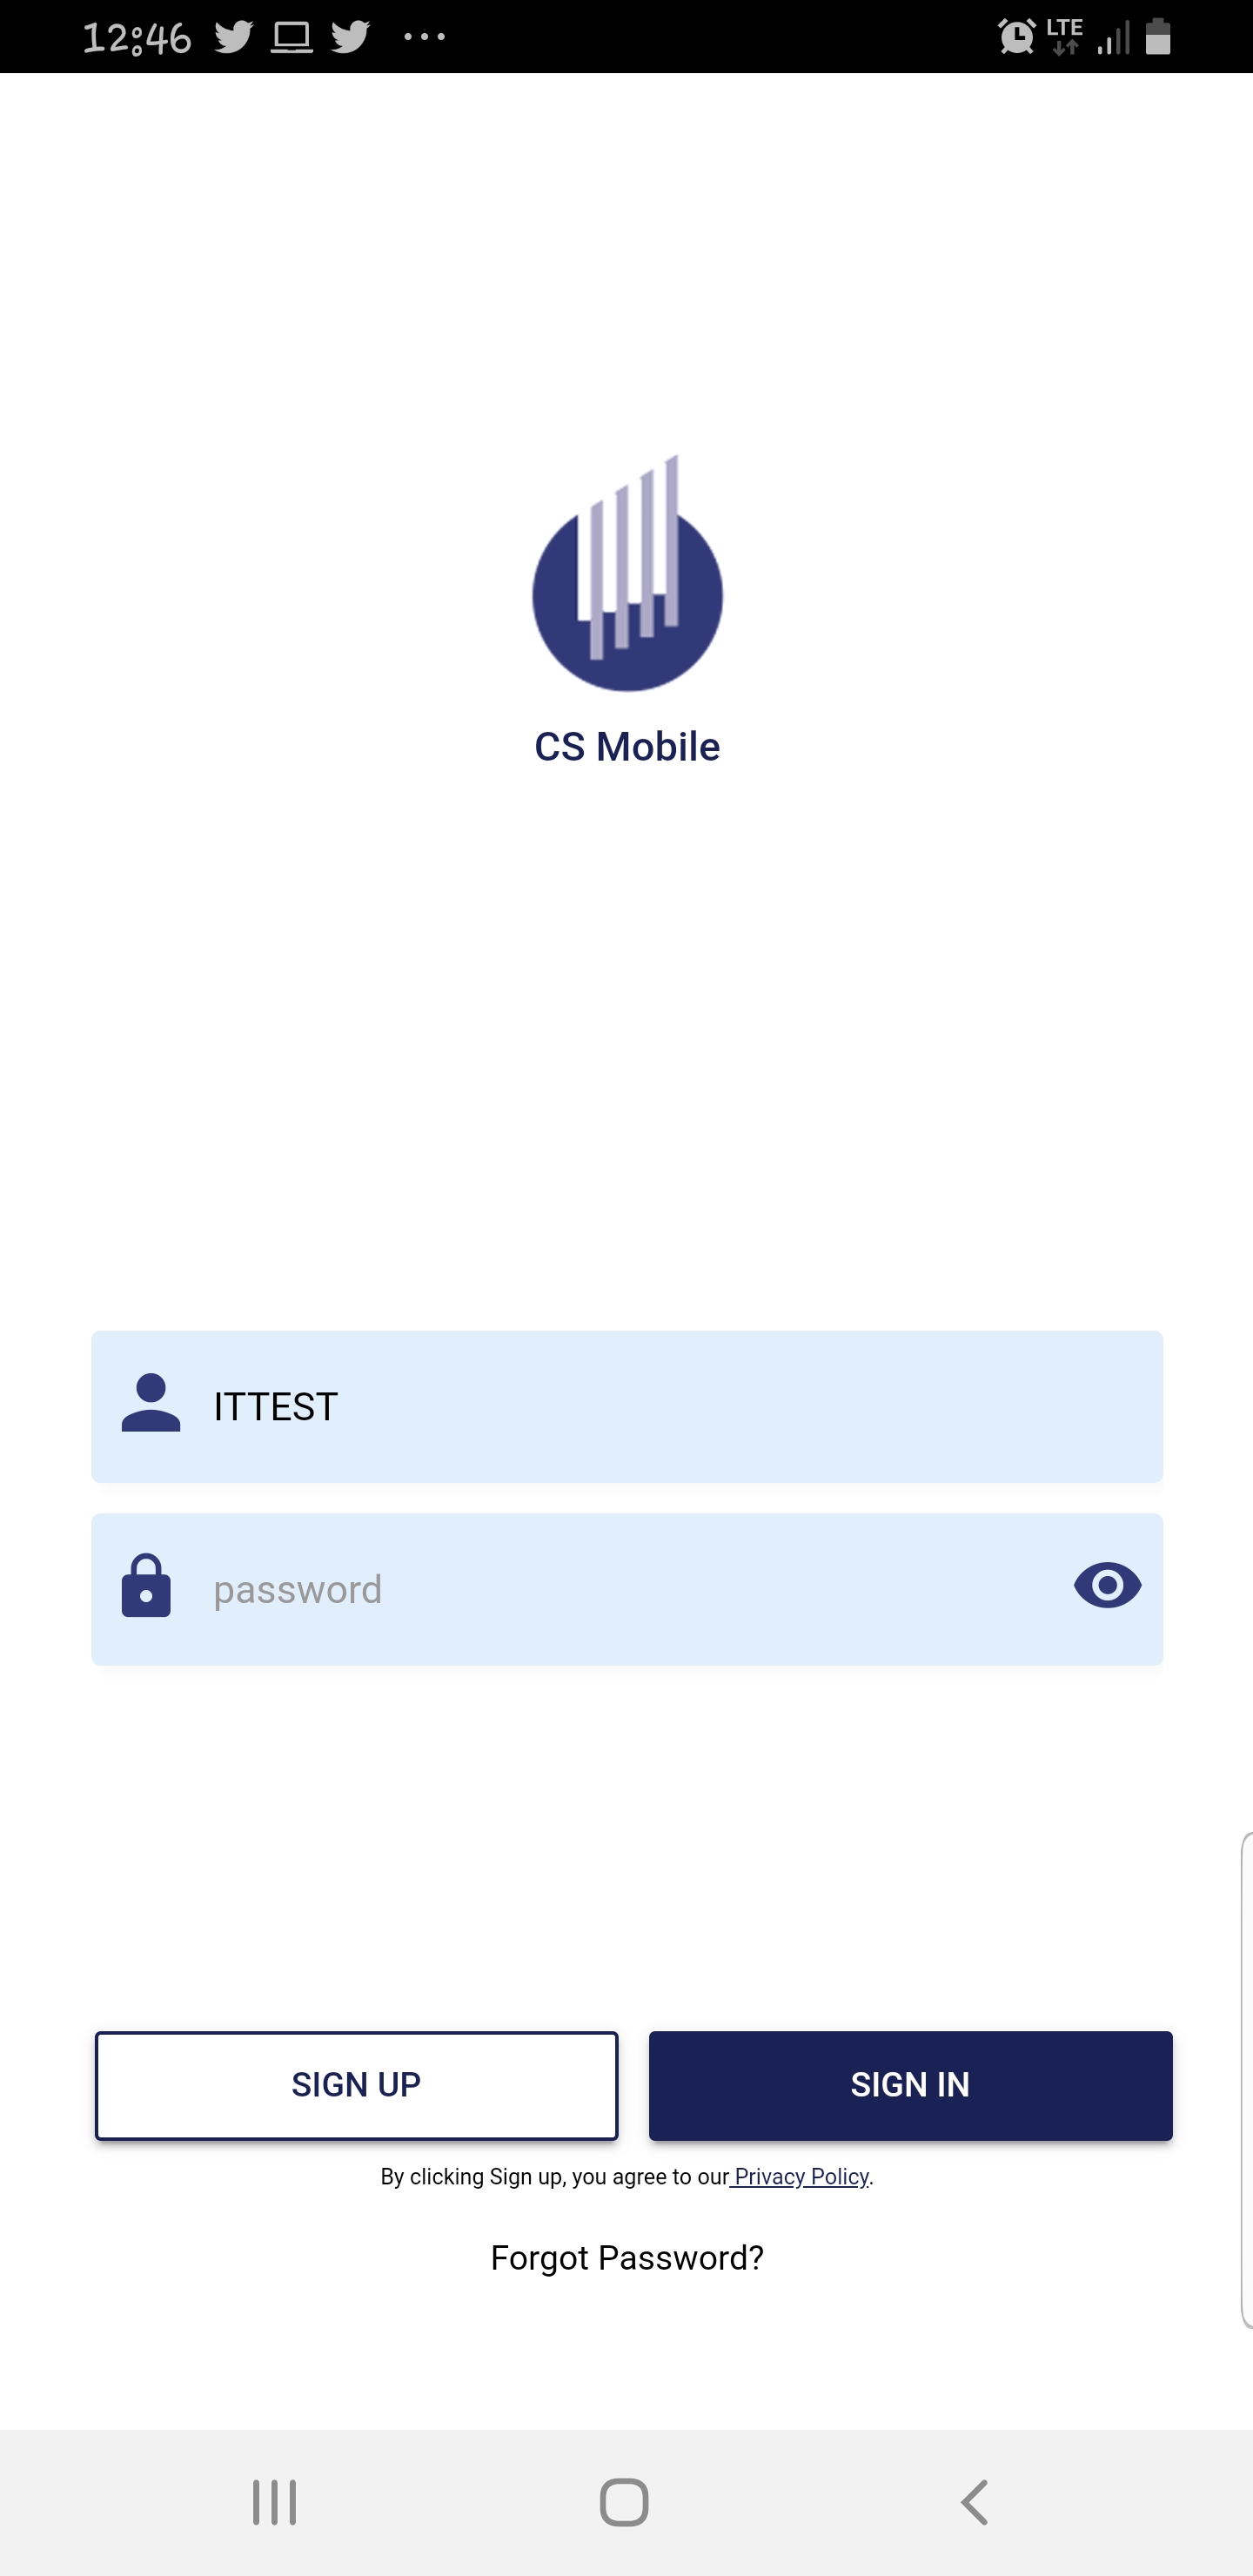 12:46
LTE
CS Mobile
ITTEST
password
SIGN UP
SIGN IN
By clicking Sign up, you agree to our Privacy Policy.
Forgot Password?